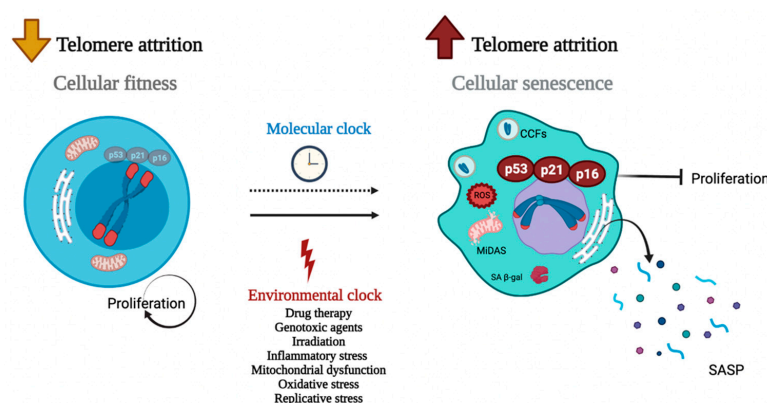 Telomere attrition
Cellular fitness
p53 p21 p16
Proliferation
Molecular clock
Environmental clock
Drug therapy
Genotoxic agents
Irradiation
Inflammatory stress
Mitochondrial dysfunction
Oxidative stress
Replicative stress
Telomere attrition
Cellular senescence
CCFs
p53 p21 p16
ROS
MiDAS
SA β-gal
Proliferation
SASP